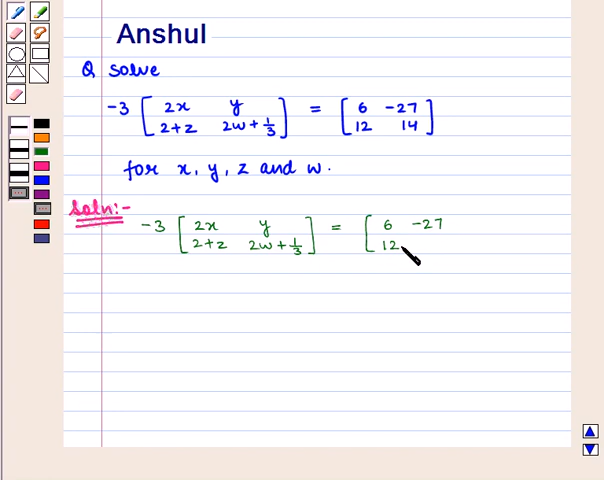 Anshul
Q Solve
-3 [ 2x y = [ 6 -27 ]
2+z 2w + 1/3 ] 12 14 ]
for x, y, z and w.
Soln:-
-3 [ 2x y = [ 6 -27
2+z 2w + 1/3 ] 12